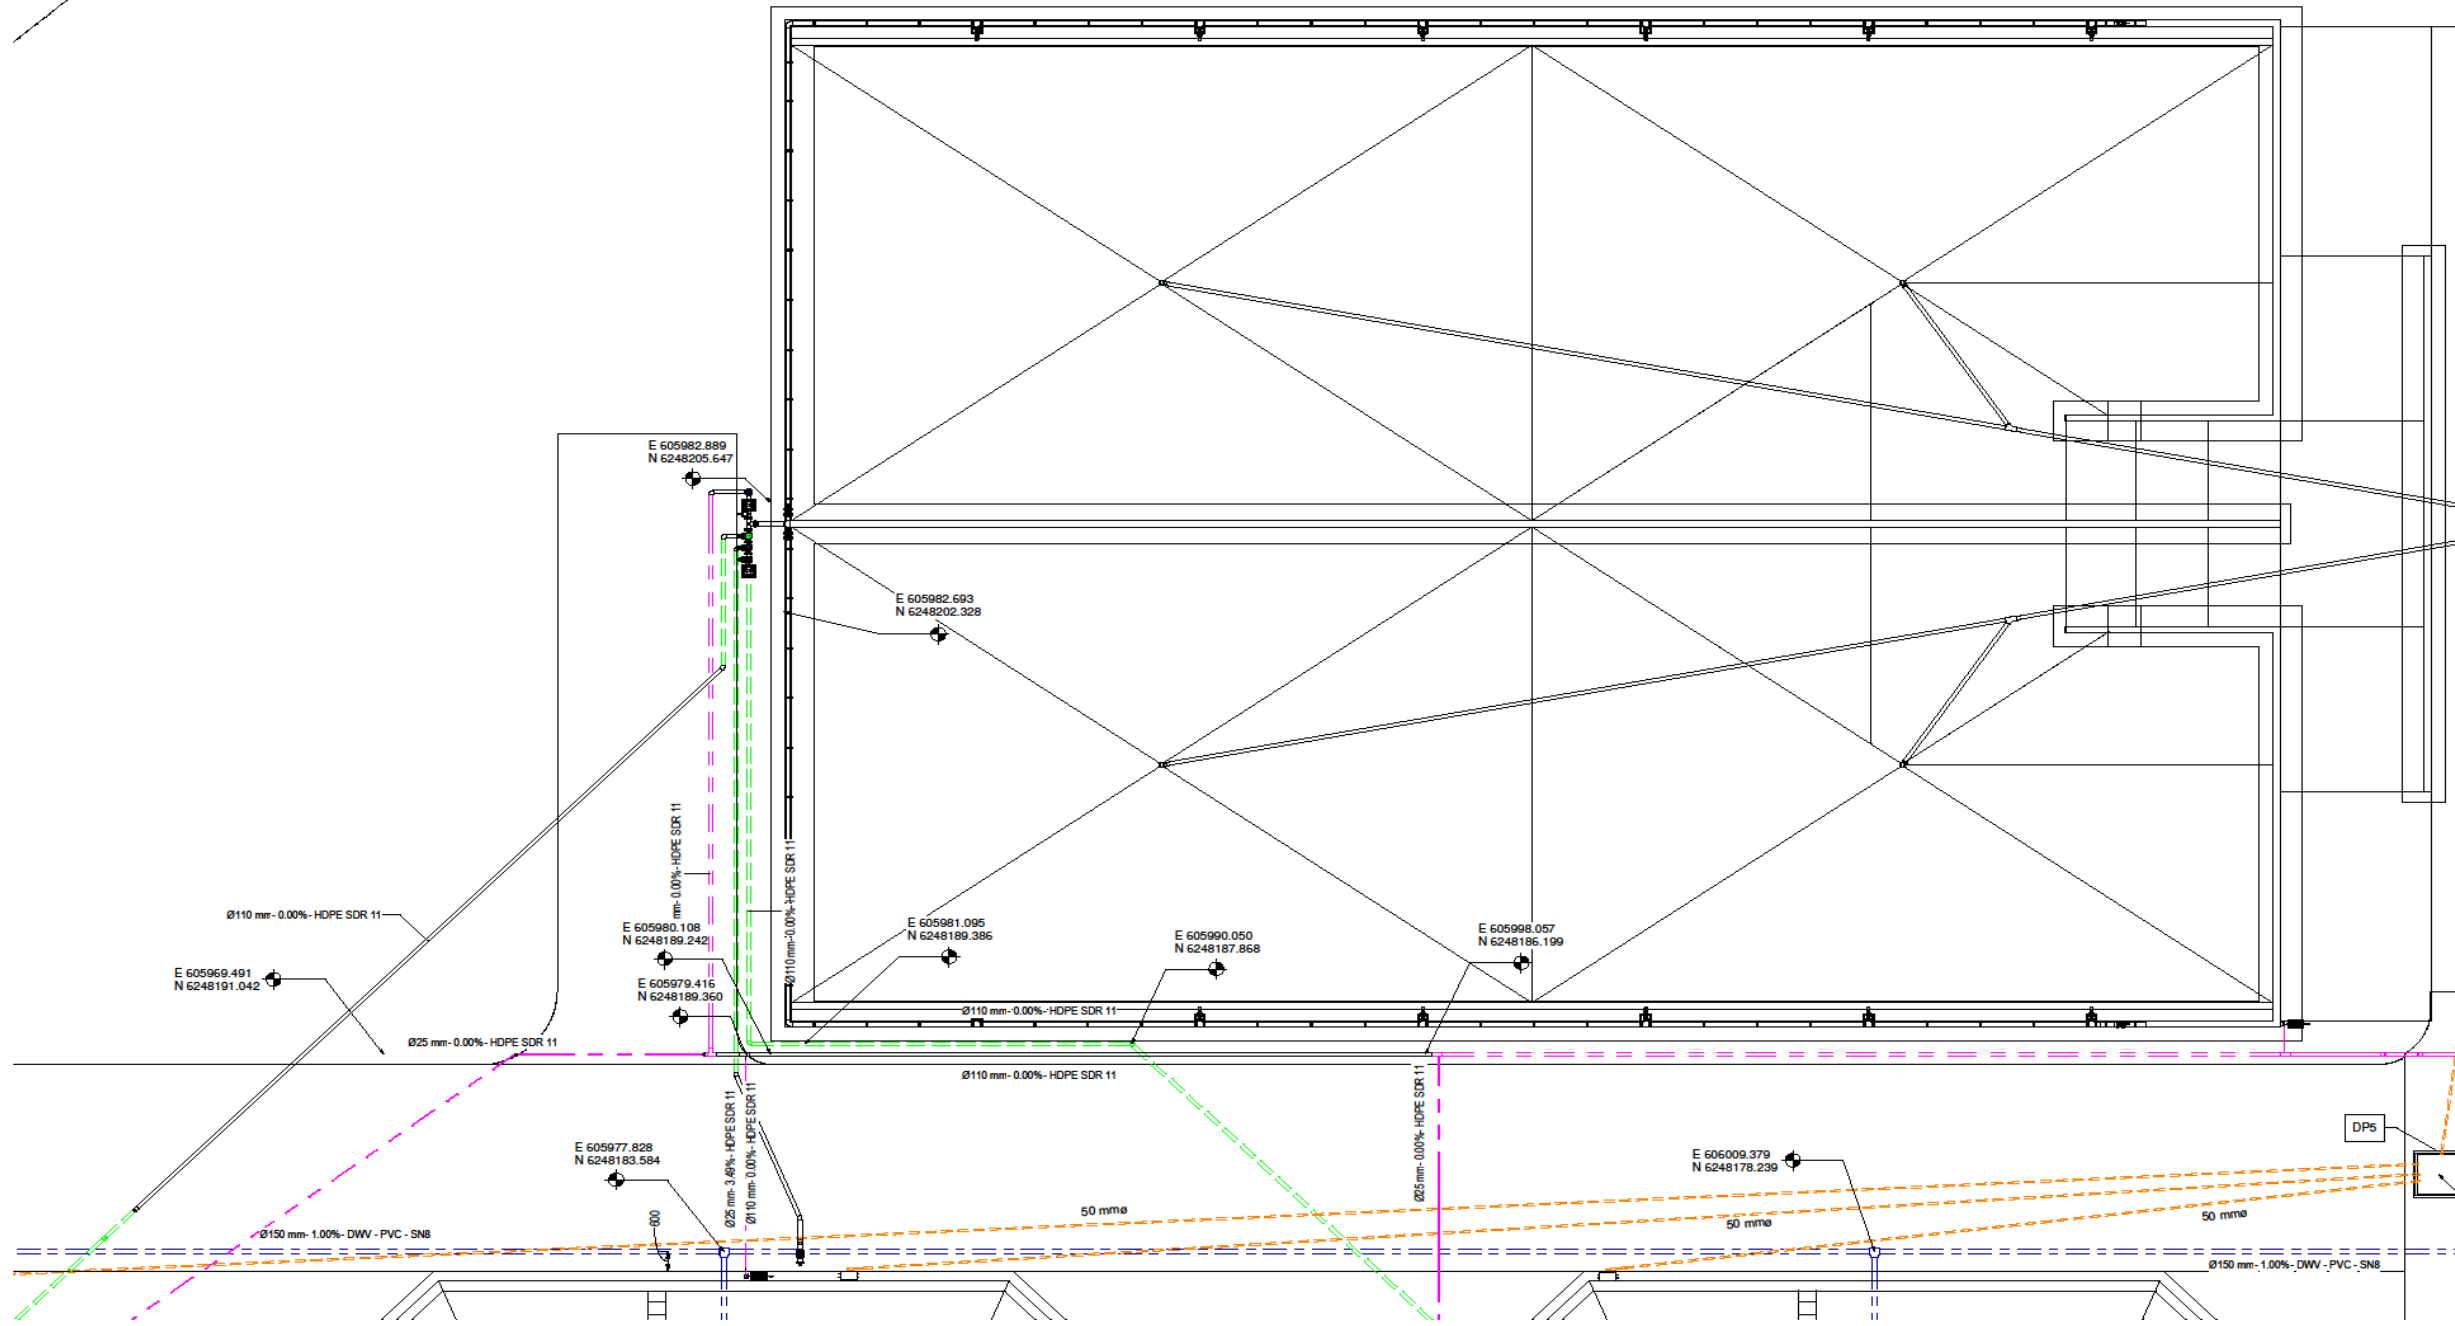 E 605982.889
N 6248205.647
E 605982.693
N 6248202.328
mm- 0.00%- HDPE SDR 11
Ø110 mm- 0.00%- HDPE SDR 11
Ø110 mm- 0.00%- HDPE SDR 11
E 605980.108
N 6248189.242
E 605981.095
N 6248189.386
E 605990.050
N 6248187.868
E 605998.057
N 6248186.199
E 605969.491
N 6248191.042
E 605979.416
N 6248189.360
Ø110 mm- 0.00%- HDPE SDR 11
Ø25 mm- 0.00%- HDPE SDR 11
Ø110 mm- 0.00%- HDPE SDR 11
Ø25 mm- 3.49%- HDPE SDR 11
Ø110 mm- 0.00%- HDPE SDR 11
Ø25 mm- 0.00%- HDPE SDR 11
DP5
E 605977.828
N 6248183.584
E 606009.379
N 6248178.239
600
50 mmø
50 mmø
50 mmø
Ø150 mm- 1.00%- DWV - PVC - SN8
Ø150 mm- 1.00%- DWV - PVC - SN8